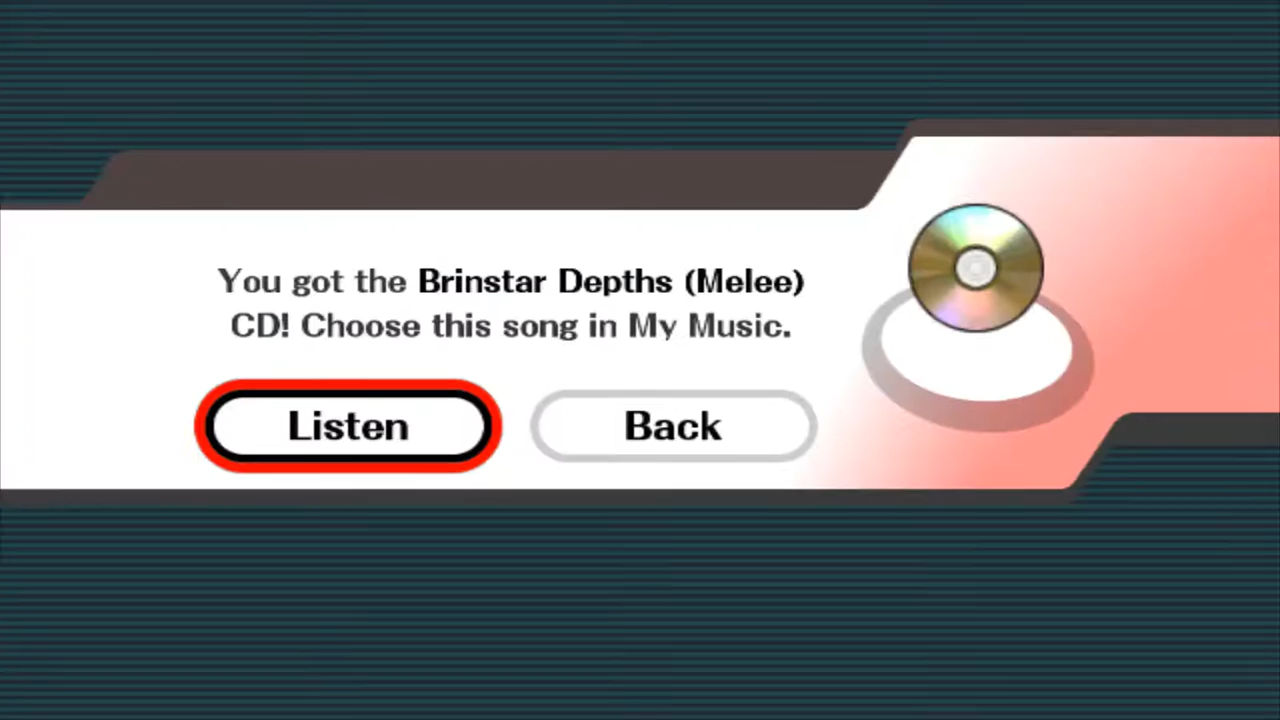 You got the Brinstar Depths (Melee)
CD! Choose this song in My Music.
Listen
Back